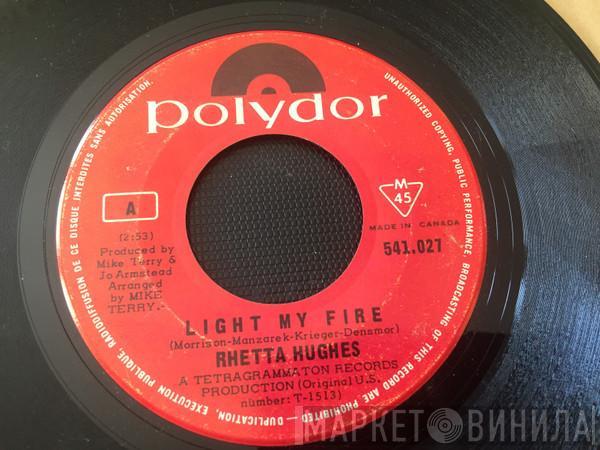 polydor
A
(2:53)
Produced by
Mike Terry &
Jo Armstead
Arranged
by MIKE
TERRY.-
M
45
MADE IN CANADA
541.027
LIGHT MY FIRE
(Morrison-Manzarek-Krieger-Densmor)
RHETTA HUGHES
A TETRAGRAMMATON RECORDS
PRODUCTION (Original U.S.
number: T-1513)
UNAUTHORIZED COPYING, PUBLIC PERFORMANCE, BROADCASTING OF THIS RECORD ARE PROHIBITED – DUPLICATION, EXECUTION PUBLIQUE, RADIODIFFUSION DE CE DISQUE INTERDITES SANS AUTORISATION.
МАРКЕТ ВИНИЛА